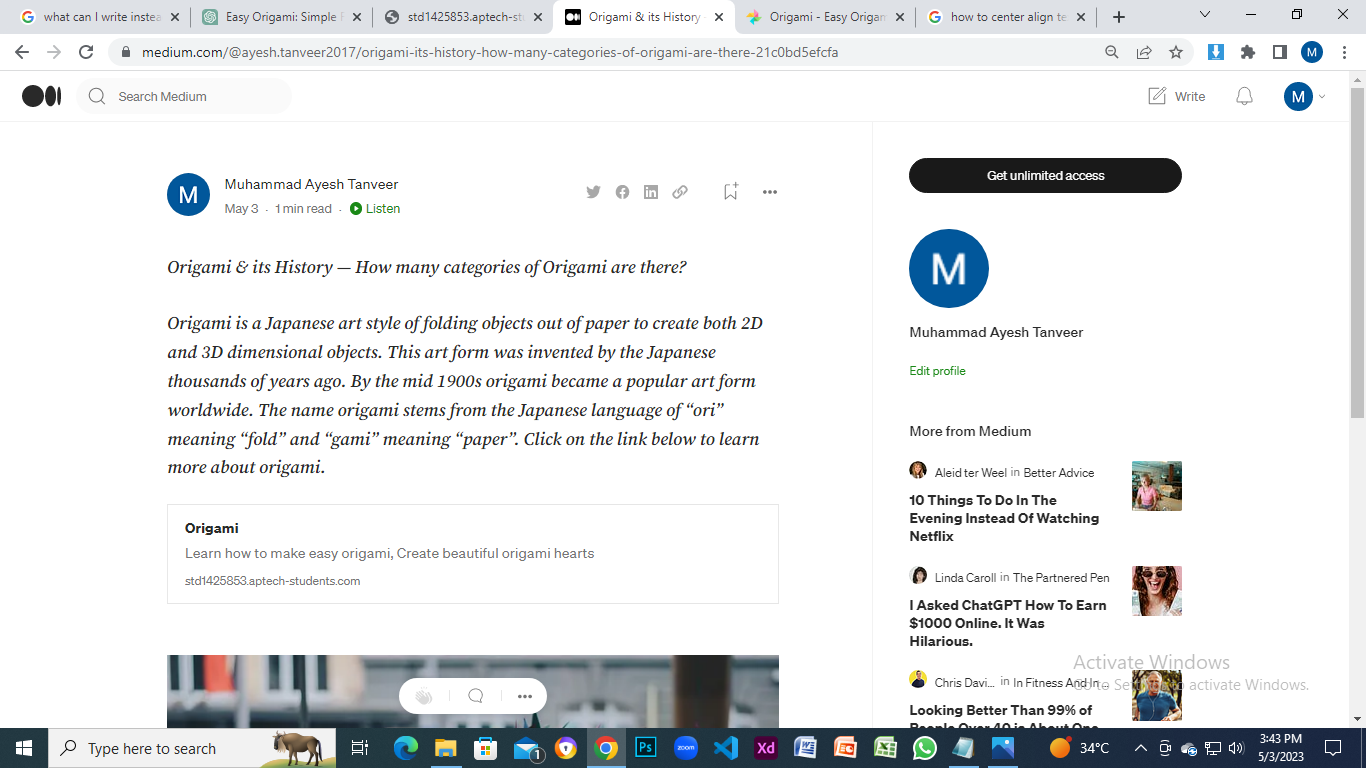 what can I write instea
Easy Origami: Simple F
std1425853.aptech-stu
Origami & its History -
Origami - Easy Origam
how to center align te
medium.com/@ayesh.tanveer2017/origami-its-history-how-many-categories-of-origami-are-there-21c0bd5efcfa
M
Search Medium
Write
M
M
Muhammad Ayesh Tanveer
May 3 · 1 min read · Listen
Get unlimited access
Origami & its History — How many categories of Origami are there?
Origami is a Japanese art style of folding objects out of paper to create both 2D
and 3D dimensional objects. This art form was invented by the Japanese
thousands of years ago. By the mid 1900s origami became a popular art form
worldwide. The name origami stems from the Japanese language of “ori”
meaning “fold” and “gami” meaning “paper”. Click on the link below to learn
more about origami.
Origami
Learn how to make easy origami, Create beautiful origami hearts
std1425853.aptech-students.com
M
Muhammad Ayesh Tanveer
Edit profile
More from Medium
Aleid ter Weel in Better Advice
10 Things To Do In The
Evening Instead Of Watching
Netflix
Linda Caroll in The Partnered Pen
I Asked ChatGPT How To Earn
$1000 Online. It Was
Hilarious.
Chris Davi... in In Fitness And In ...
Looking Better Than 99% of
People Over 40 is About One
Activate Windows
Go to Settings to activate Windows.
Type here to search
1
Ps
zoom
Xd
34°C
3:43 PM
5/3/2023